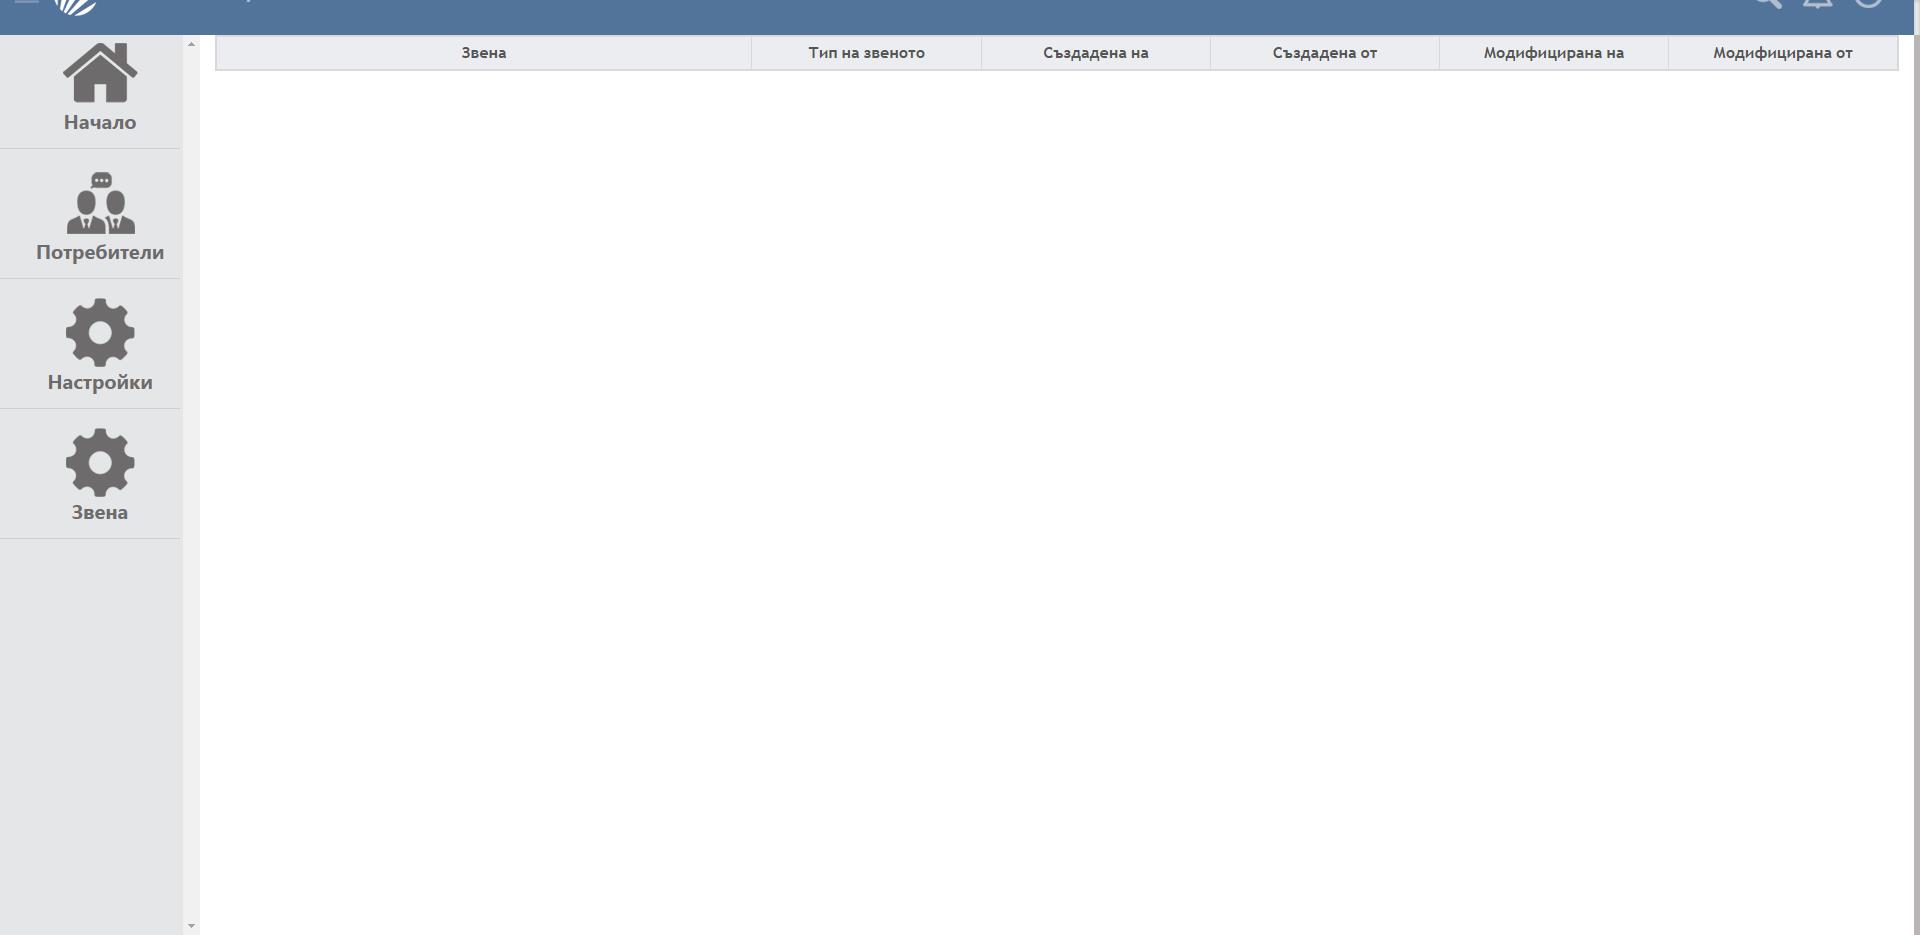 Звена Тип на звеното Създадена на Създадена от Модифицирана на Модифицирана от
Начало
Потребители
Настройки
Звена